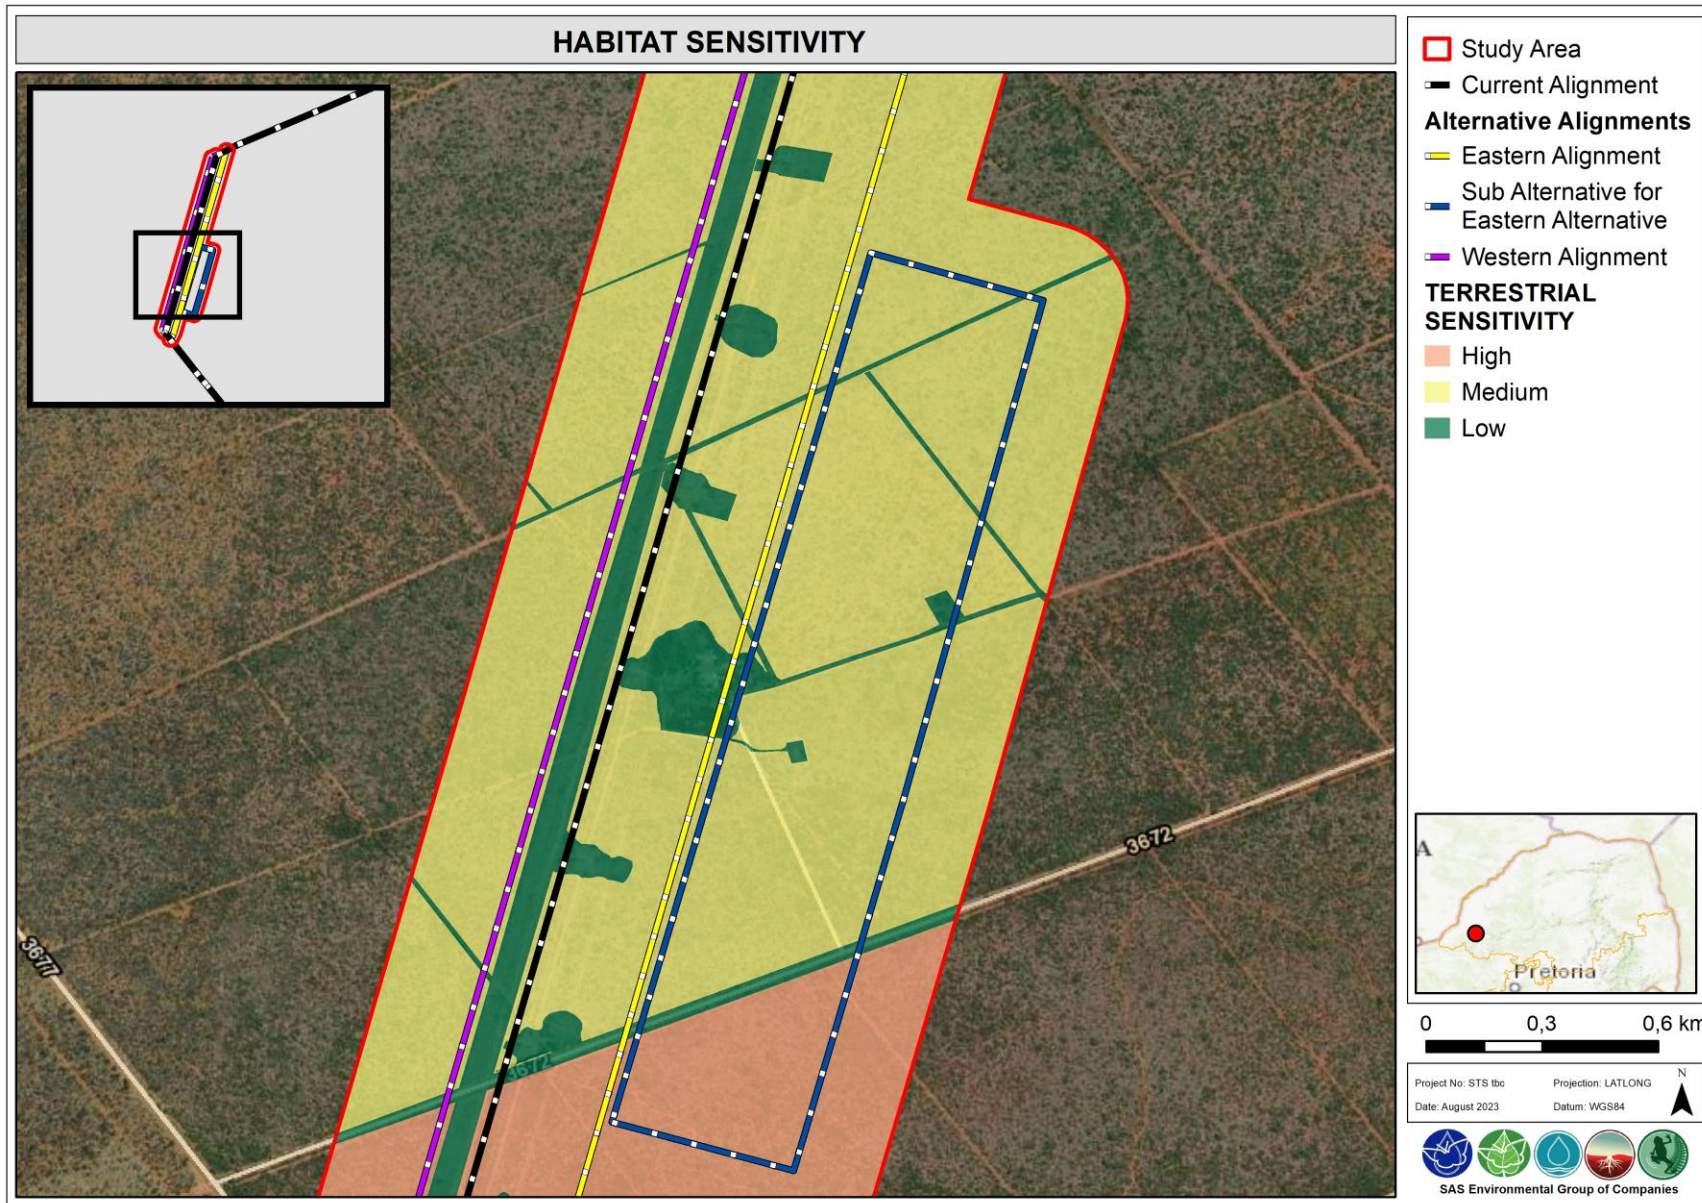 HABITAT SENSITIVITY
Study Area
Current Alignment
Alternative Alignments
Eastern Alignment
Sub Alternative for
Eastern Alternative
Western Alignment
TERRESTRIAL
SENSITIVITY
High
Medium
Low
3672
3677
3672
A
Pretoria
0 0,3 0,6 km
Project No: STS tbc Projection: LATLONG
Date: August 2023 Datum: WGS84
N
SAS Environmental Group of Companies